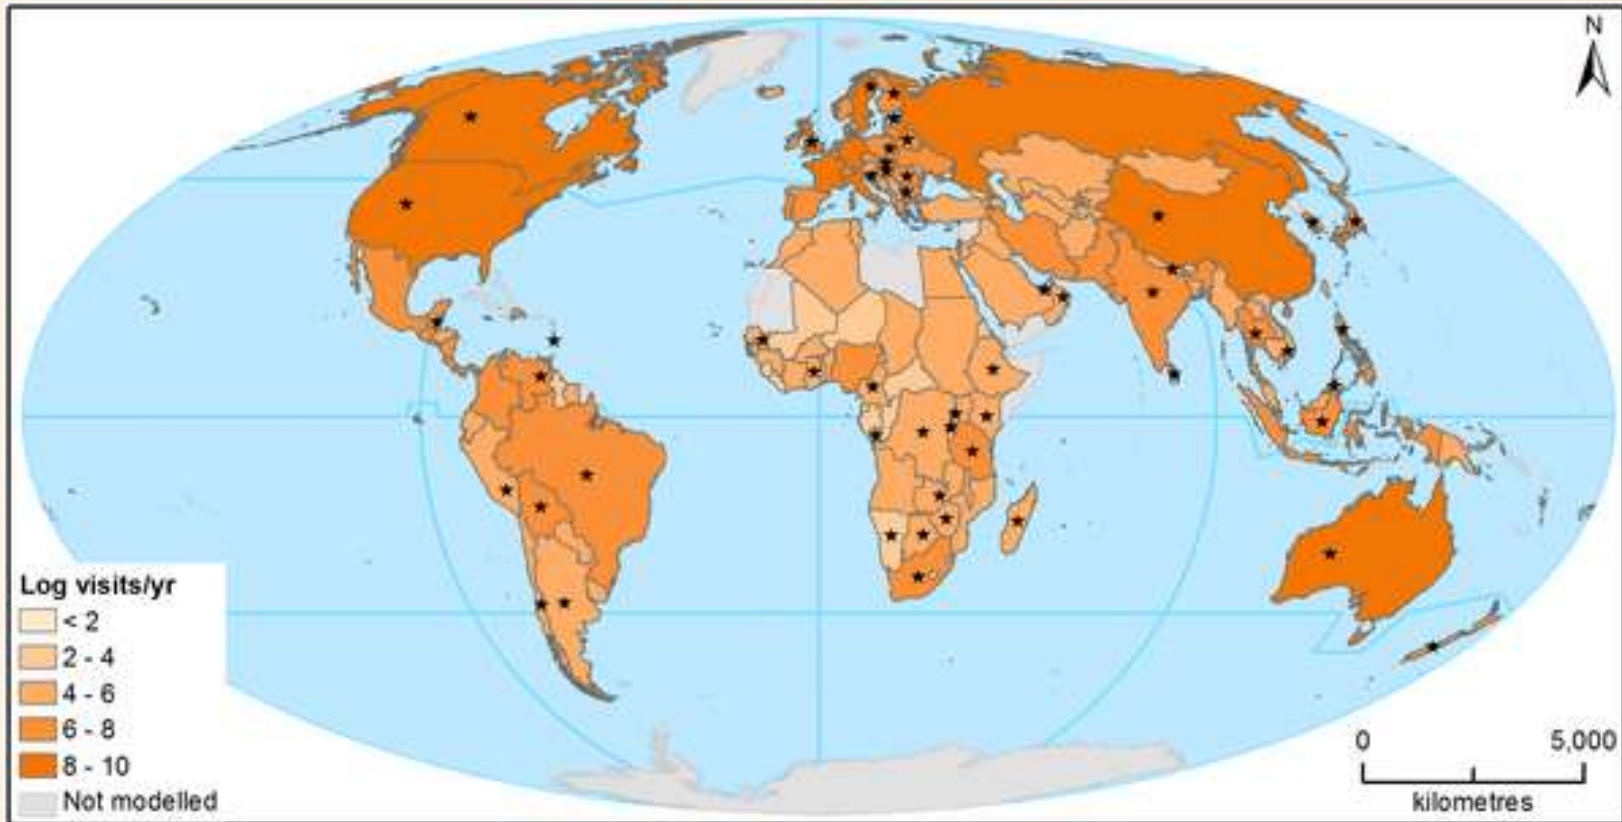 N
Log visits/yr
< 2
2 - 4
4 - 6
6 - 8
8 - 10
Not modelled
0 5,000
kilometres